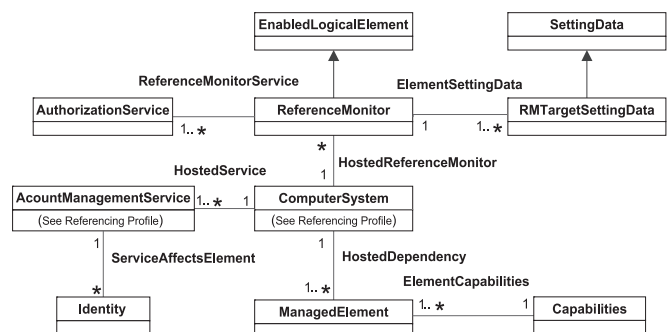 EnabledLogicalElement
SettingData
ReferenceMonitorService
ElementSettingData
AuthorizationService
ReferenceMonitor
RMTargetSettingData
1..*
1
1..*
*
HostedService
HostedReferenceMonitor
1
AcountManagementService
(See Referencing Profile)
1..*
1
ComputerSystem
(See Referencing Profile)
1
1
ServiceAffectsElement
HostedDependency
ElementCapabilities
*
1..*
Identity
ManagedElement
1..*
1
Capabilities